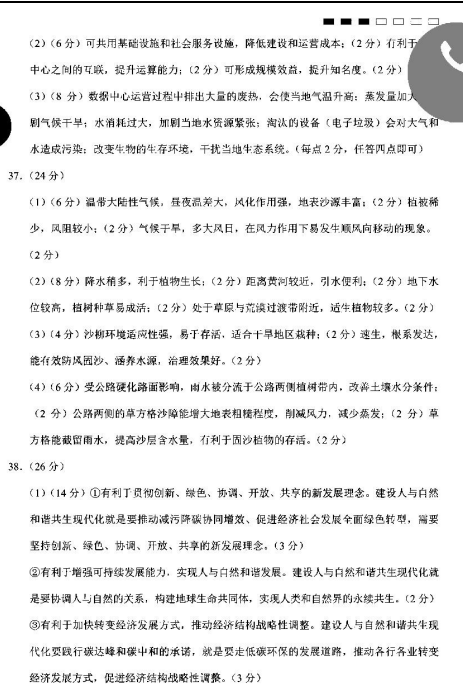 （2）（6 分）可共用基础设施和社会服务设施，降低建设和运营成本；（2 分）有利于
中心之间的互联，提升运算能力；（2 分）可形成规模效益，提升知名度。（2 分）
（3）（8 分）数据中心运营过程中排出大量的废热，会使当地气温升高；蒸发量加
剧气候干旱；水消耗过大，加剧当地水资源紧张；淘汰的设备（电子垃圾）会对大气和
水造成污染；改变生物的生存环境，干扰当地生态系统。（每点 2 分，任答四点即可）
37.（24 分）
（1）（6 分）温带大陆性气候，昼夜温差大，风化作用强，地表沙源丰富；（2 分）植被稀
少，风阻较小；（2 分）气候干旱，多大风日，在风力作用下易发生顺风向移动的现象。
（2 分）
（2）（8 分）降水稍多，利于植物生长；（2 分）距离黄河较近，引水便利；（2 分）地下水
位较高，植树种草易成活；（2 分）处于草原与荒漠过渡带附近，适生植物较多。（2 分）
（3）（4 分）沙柳环境适应性强，易于存活，适合干旱地区栽种；（2 分）速生，根系发达，
能有效防风固沙、涵养水源，治理效果好。（2 分）
（4）（6 分）受公路硬化路面影响，雨水被分流于公路两侧植树带内，改善土壤水分条件；
（2 分）公路两侧的草方格沙障能增大地表粗糙程度，削减风力，减少蒸发；（2 分）草
方格能截留雨水，提高沙层含水量，有利于固沙植物的存活。（2 分）
38.（26 分）
（1）（14 分）①有利于贯彻创新、绿色、协调、开放、共享的新发展理念。建设人与自然
和谐共生现代化就是要推动减污降碳协同增效、促进经济社会发展全面绿色转型，需要
坚持创新、绿色、协调、开放、共享的新发展理念。（3 分）
②有利于增强可持续发展能力，实现人与自然和谐发展。建设人与自然和谐共生现代化就
是要协调人与自然的关系，构建地球生命共同体，实现人类和自然界的永续共生。（2 分）
③有利于加快转变经济发展方式，推动经济结构战略性调整。建设人与自然和谐共生现
代化要践行碳达峰和碳中和的承诺，就是要走低碳环保的发展道路，推动各行各业转变
经济发展方式，促进经济结构战略性调整。（3 分）